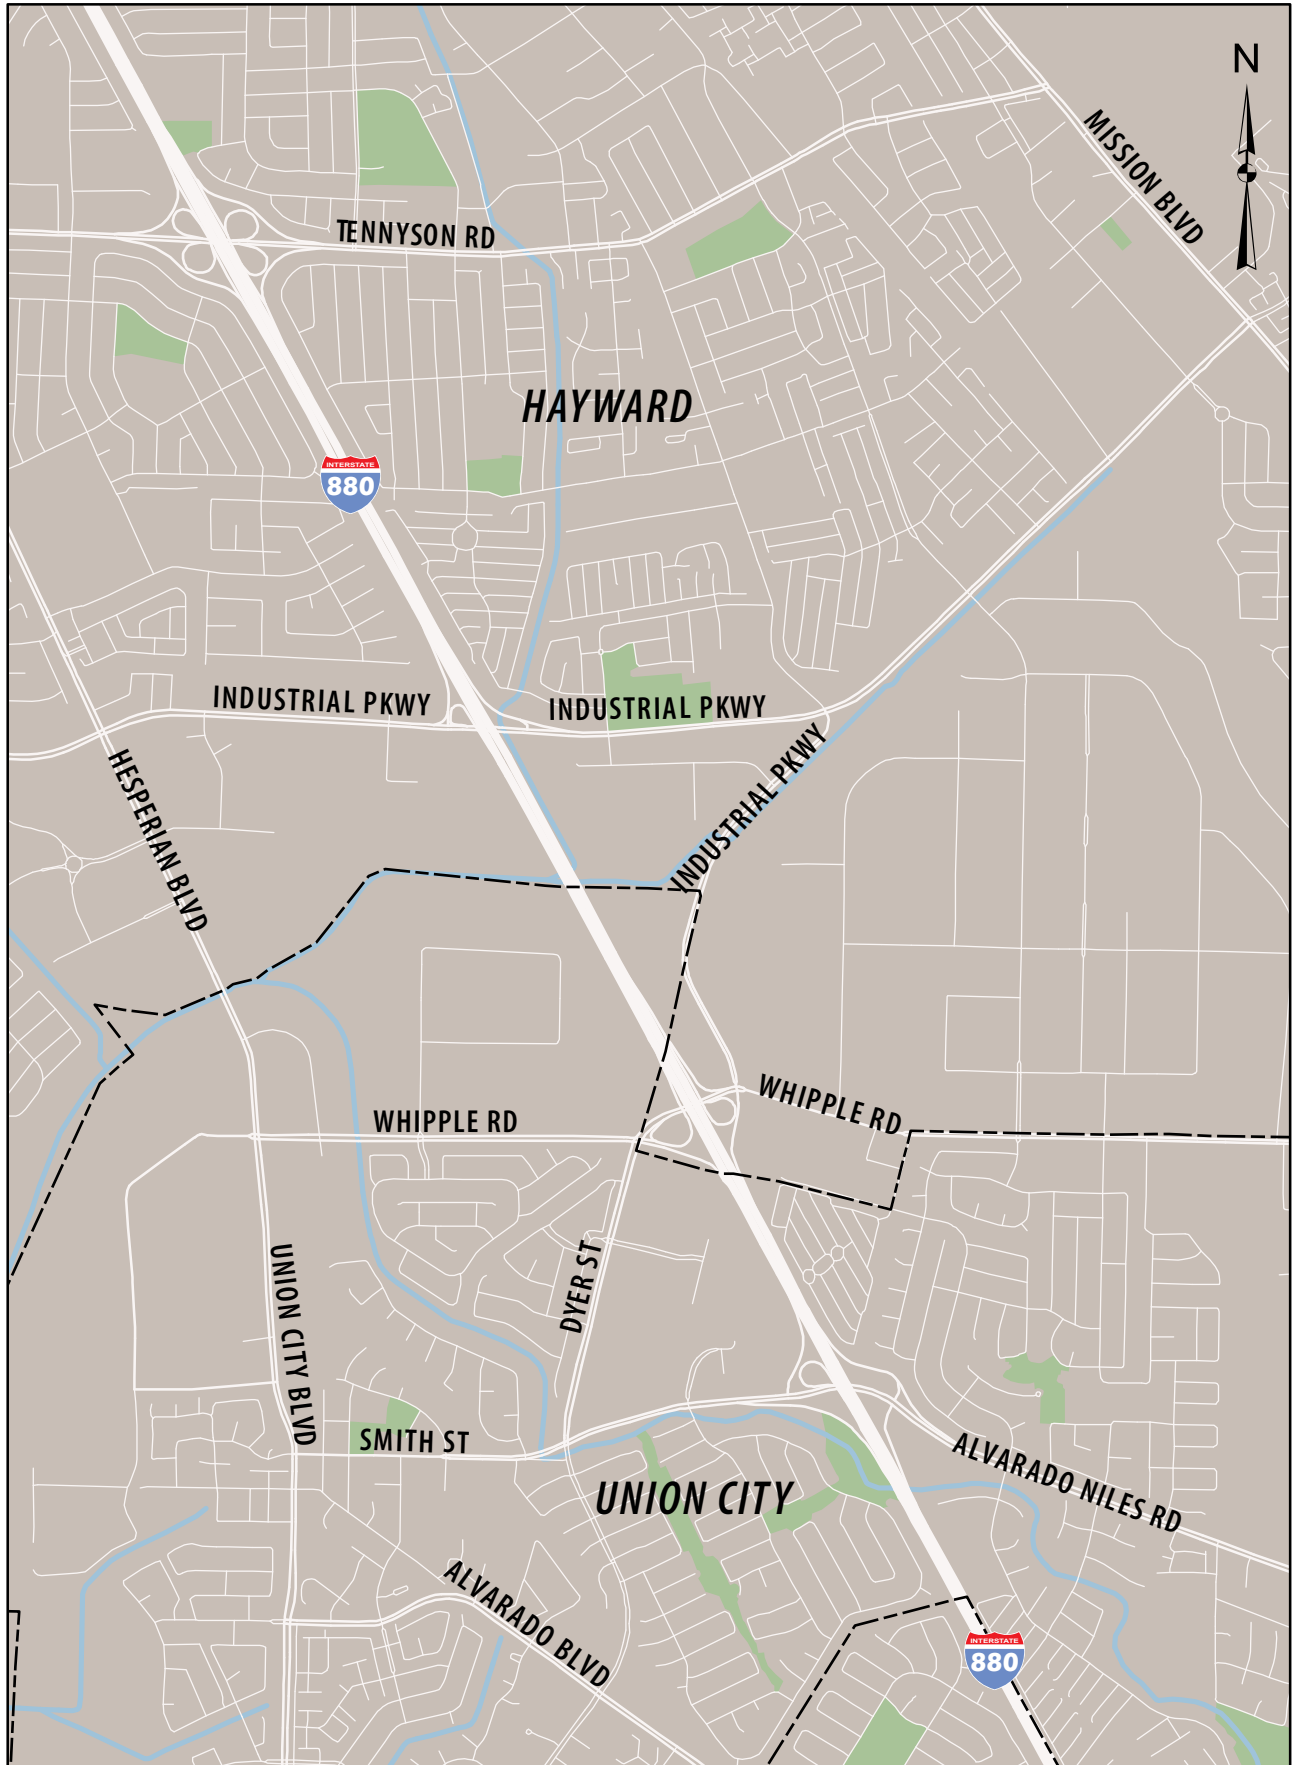 N
MISSION BLVD
TENNYSON RD
HAYWARD
INTERSTATE
880
INDUSTRIAL PKWY
INDUSTRIAL PKWY
INDUSTRIAL PKWY
HESPERIAN BLVD
WHIPPLE RD
WHIPPLE RD
UNION CITY BLVD
DYER ST
SMITH ST
ALVARADO NILES RD
UNION CITY
ALVARADO BLVD
INTERSTATE
880